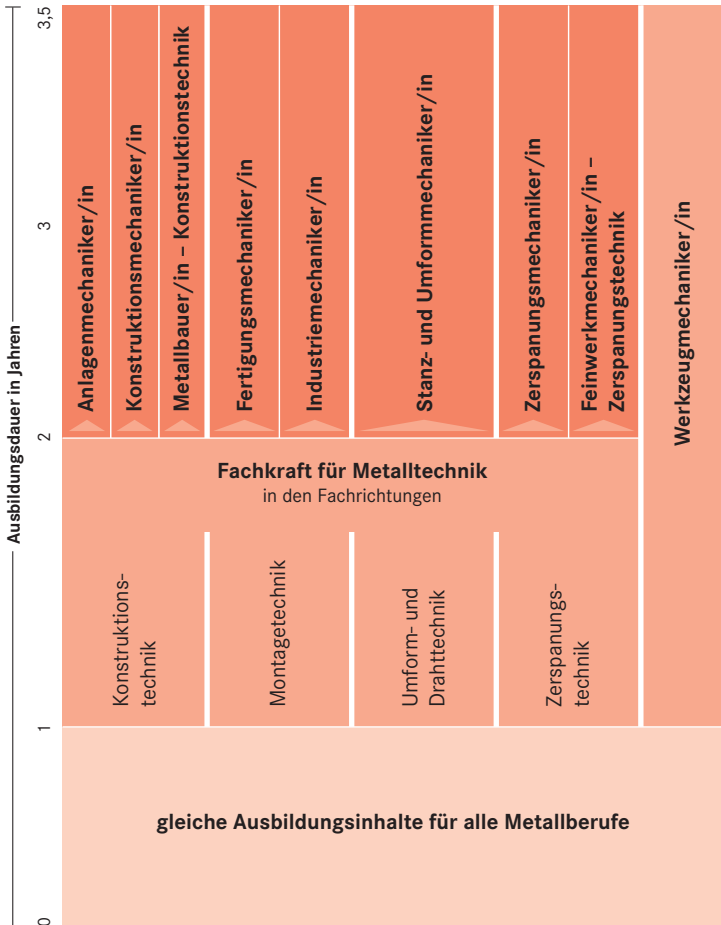 Ausbildungsdauer in Jahren
3,5
3
2
1
0
Anlagenmechaniker/in
Konstruktionsmechaniker/in
Metallbauer/in – Konstruktionstechnik
Fertigungsmechaniker/in
Industriemechaniker/in
Stanz- und Umformmechaniker/in
Zerspanungsmechaniker/in
Feinwerkmechaniker/in –
Zerspanungstechnik
Werkzeugmechaniker/in
Fachkraft für Metalltechnik
in den Fachrichtungen
Konstruktions-
technik
Montagetechnik
Umform- und
Drahttechnik
Zerspanungs-
technik
gleiche Ausbildungsinhalte für alle Metallberufe